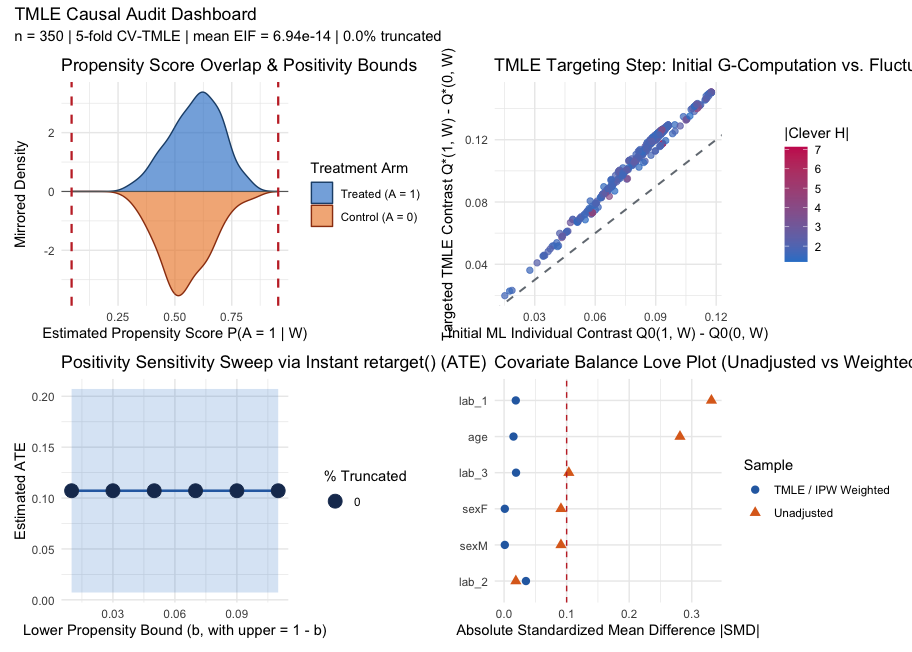 TMLE Causal Audit Dashboard
n = 350 | 5-fold CV-TMLE | mean EIF = 6.94e-14 | 0.0% truncated
Propensity Score Overlap & Positivity Bounds
Mirrored Density
2
0
-2
0.25
0.50
0.75
Estimated Propensity Score P(A = 1 | W)
Treatment Arm
Treated (A = 1)
Control (A = 0)
TMLE Targeting Step: Initial G-Computation vs. Fluctu
Targeted TMLE Contrast Q*(1, W) - Q*(0, W)
0.12
0.08
0.04
0.03
0.06
0.09
0.12
Initial ML Individual Contrast Q0(1, W) - Q0(0, W)
|Clever H|
7
6
5
4
3
2
Positivity Sensitivity Sweep via Instant retarget() (ATE)
Estimated ATE
0.20
0.15
0.10
0.05
0.00
0.03
0.06
0.09
Lower Propensity Bound (b, with upper = 1 - b)
% Truncated
0
Covariate Balance Love Plot (Unadjusted vs Weighted
lab_1
age
lab_3
sexF
sexM
lab_2
0.0
0.1
0.2
0.3
Absolute Standardized Mean Difference |SMD|
Sample
TMLE / IPW Weighted
Unadjusted